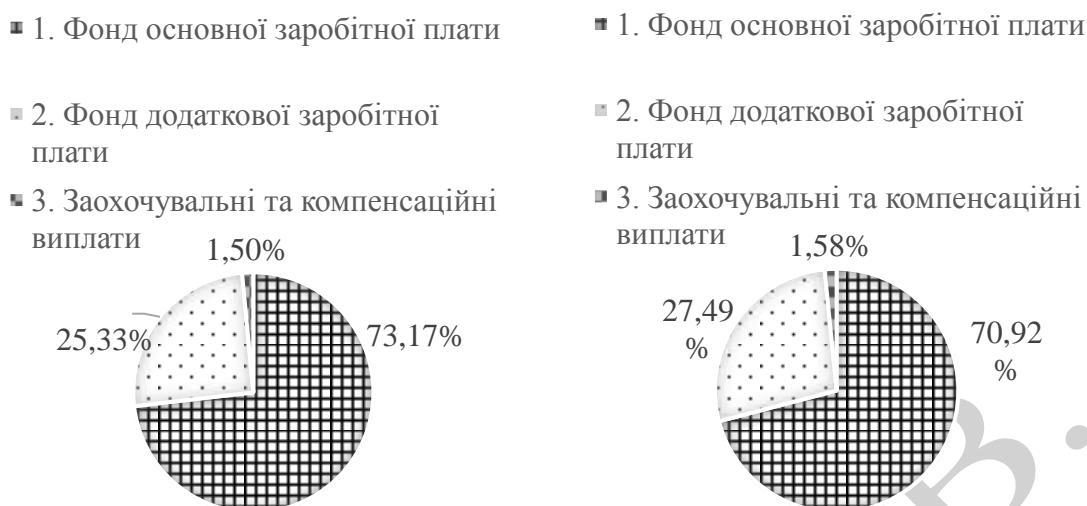 1. Фонд основної заробітної плати
2. Фонд додаткової заробітної
плати
3. Заохочувальні та компенсаційні
виплати
1,50%
25,33%
73,17%
1. Фонд основної заробітної плати
2. Фонд додаткової заробітної
плати
3. Заохочувальні та компенсаційні
виплати
1,58%
27,49
%
70,92
%